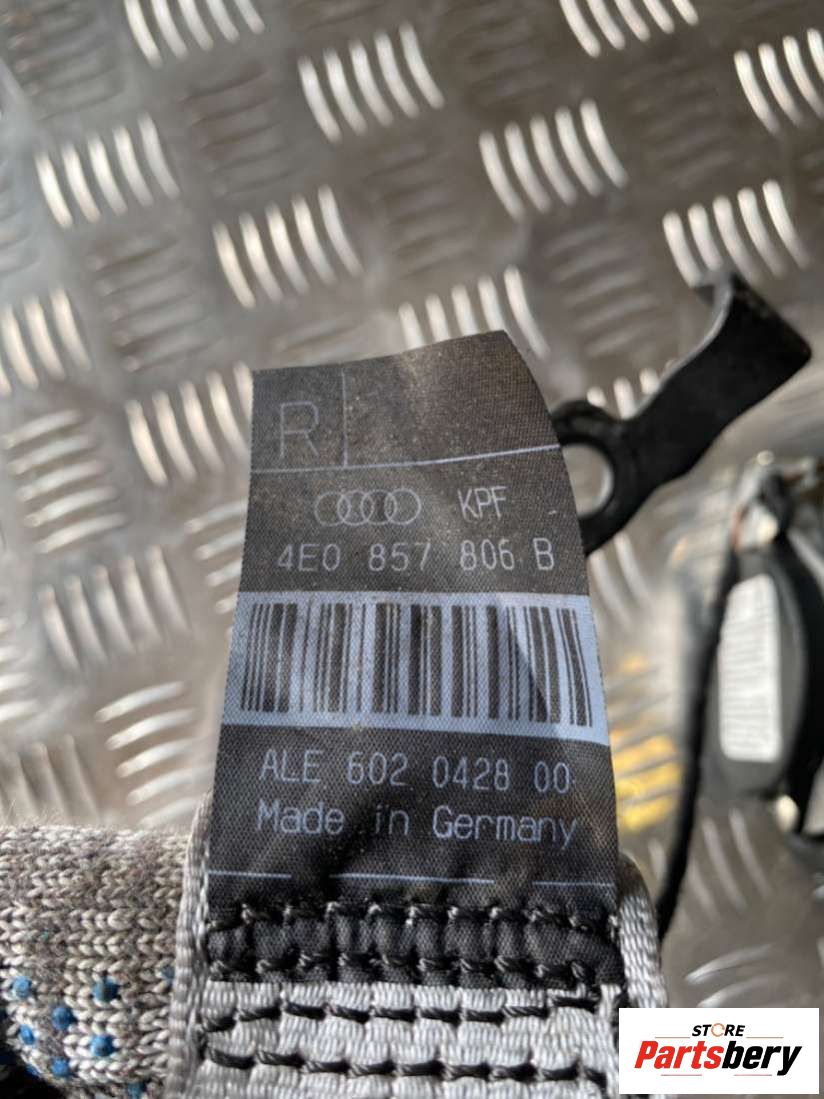 R
KPF
4E0 857 806 B
ALE 602 0428 00
Made in Germany
STORE
Partsbery